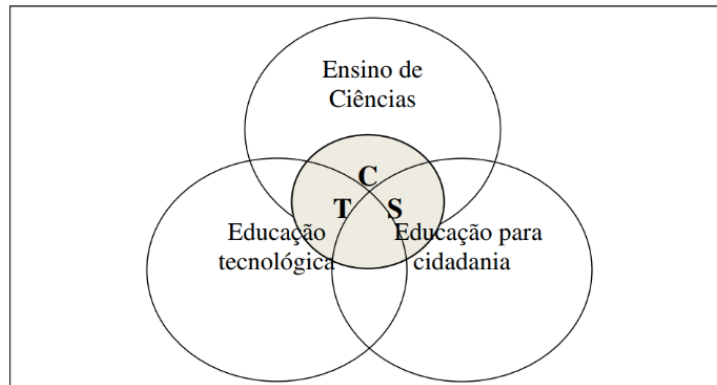 Ensino de
Ciências
C
T S
Educação
tecnológica
Educação para
cidadania